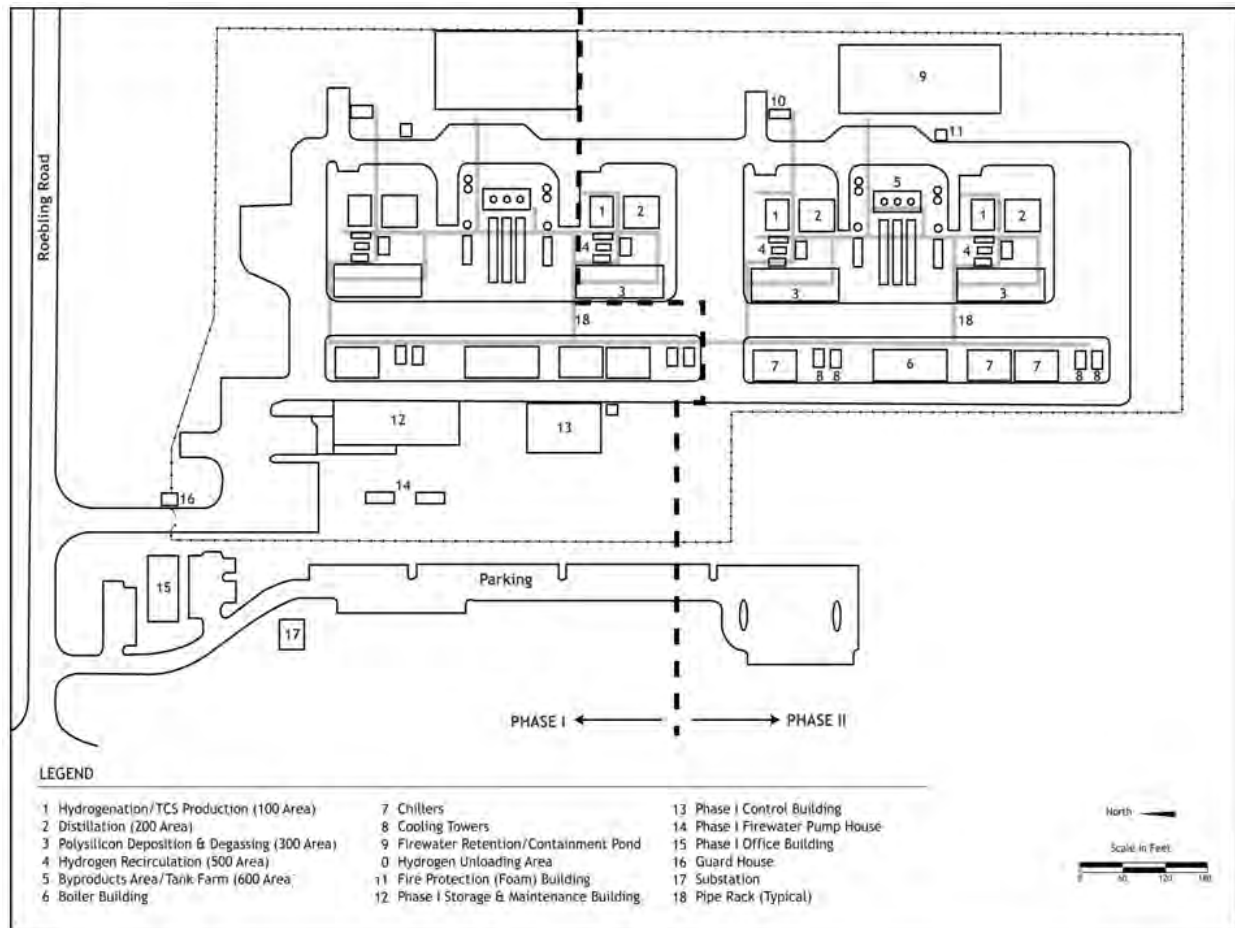 9
10
11
Roebling Road
5
1
2
1
2
1
2
4
4
4
3
3
3
18
18
7
8
8
6
7
7
8
8
12
13
14
16
15
Parking
17
PHASE I
PHASE II
LEGEND
1 Hydrogenation/TCS Production (100 Area)
2 Distillation (200 Area)
3 Polysilicon Deposition & Degassing (300 Area)
4 Hydrogen Recirculation (500 Area)
5 Byproducts Area/Tank Farm (600 Area
6 Boiler Building
7 Chillers
8 Cooling Towers
9 Firewater Retention/Containment Pond
0 Hydrogen Unloading Area
11 Fire Protection (Foam) Building
12 Phase I Storage & Maintenance Building
13 Phase I Control Building
14 Phase I Firewater Pump House
15 Phase I Office Building
16 Guard House
17 Substation
18 Pipe Rack (Typical)
North
Scale in Feet
0 60 120 180